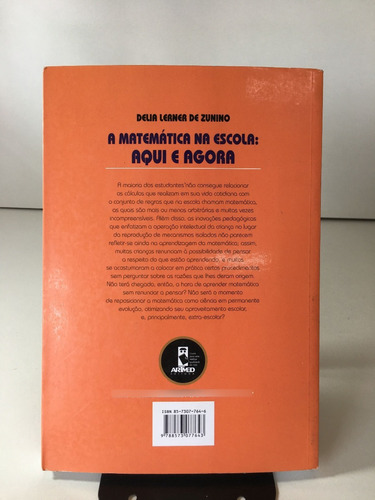 DELIA LERNER DE ZUNINO
A MATEMÁTICA NA ESCOLA:
AQUI E AGORA
A maioria dos estudantes não consegue relacionar
os cálculos que realizam em sua vida cotidiana com
o conjunto de regras que na escola chamam matemática,
as quais são mais ou menos arbitrárias e muitas vezes
incompreensíveis. Além disso, as inovações pedagógicas
que enfatizam a operação intelectual da criança no lugar
da reprodução de mecanismos isolados não parecem
refletir-se ainda na aprendizagem da matemática; assim,
muitas crianças renunciam à possibilidade de pensar
a respeito do que estão aprendendo, e muitos
se acostumaram a colocar em prática certos procedimentos
sem perguntar sobre as razões que lhes deram origem.
Não terá chegado, então, a hora de aprender matemática
sem renunciar a pensar? Não será o momento
de reposicionar a matemática como ciência em permanente
evolução, otimizando seu aproveitamento escolar,
e, principalmente, extra-escolar?
ARTMED
EDITORA
ISBN 85-7307-764-6
9 788573 077643